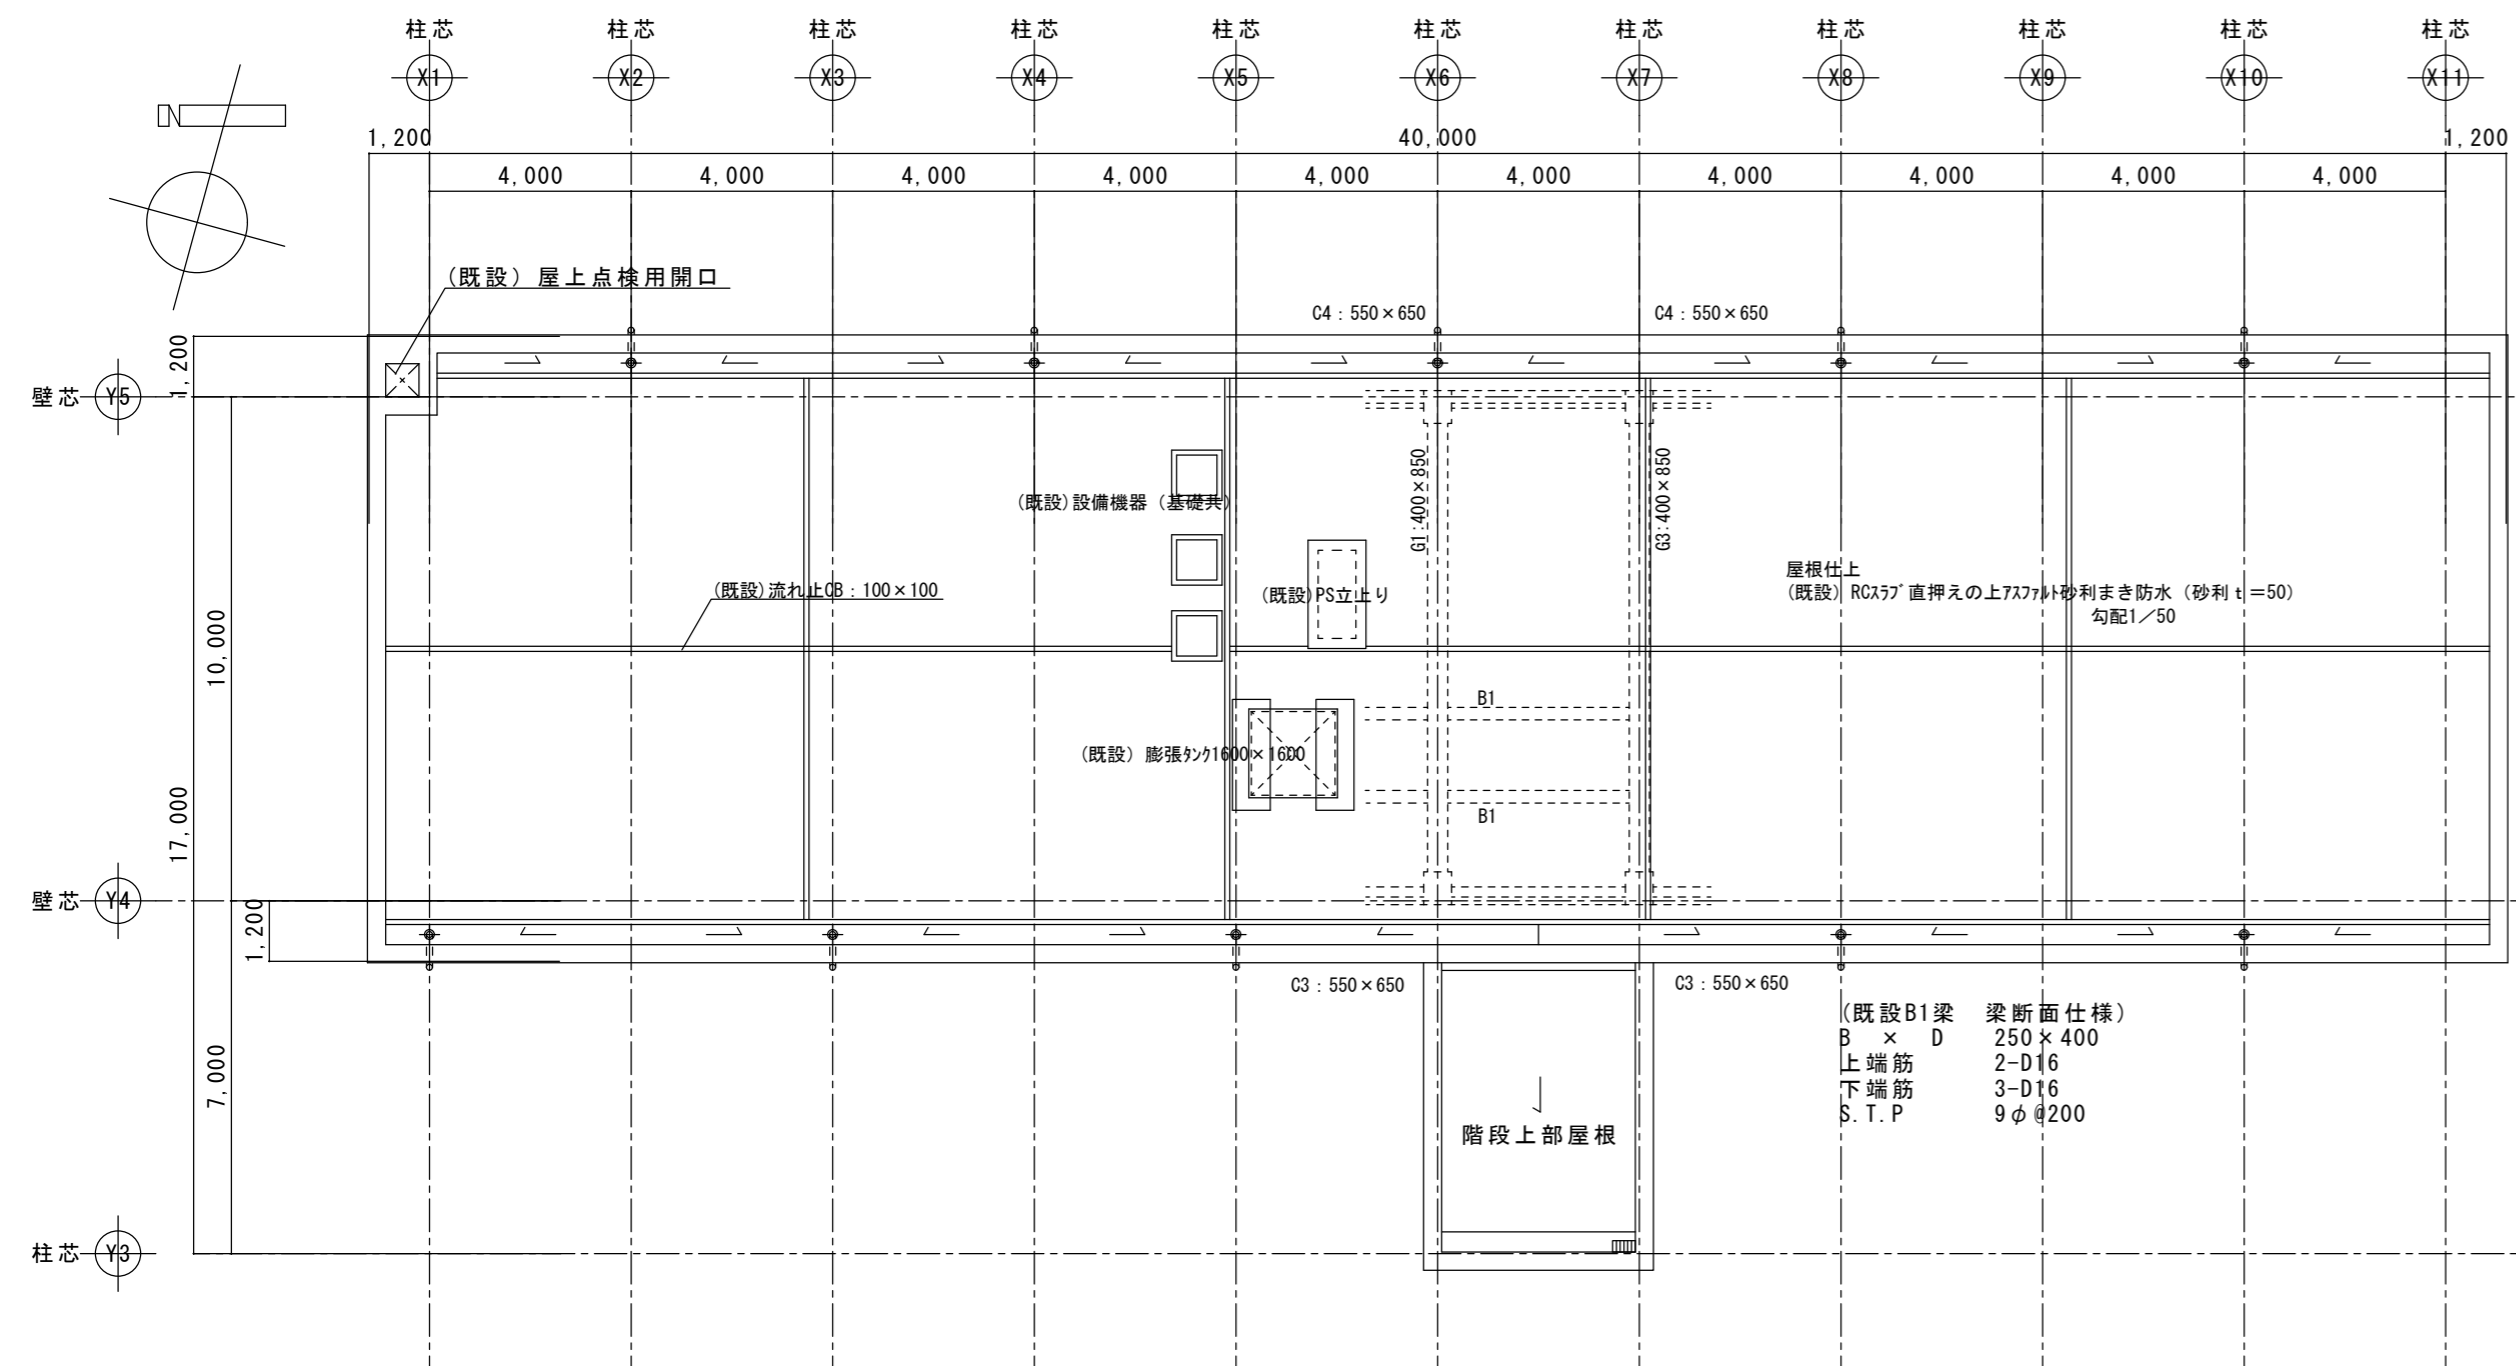 柱芯 柱芯 柱芯 柱芯 柱芯 柱芯 柱芯 柱芯 柱芯 柱芯 柱芯
X1 X2 X3 X4 X5 X6 X7 X8 X9 X10 X11
N
1,200 40,000 1,200
4,000 4,000 4,000 4,000 4,000 4,000 4,000 4,000 4,000 4,000
(既設) 屋上点検用開口
C4：550×650 C4：550×650
1,200
壁芯 Y5
G1:400×850
G3:400×850
(既設)設備機器（基礎共）
(既設)流れ止CB：100×100
(既設)PS立上り
屋根仕上
(既設) RCｽﾗﾌﾞ直押えの上ｱｽﾌｧﾙﾄ砂利まき防水（砂利ｔ＝50）
勾配1／50
10,000
B1
(既設) 膨張ﾀﾝｸ1600×1600
17,000
B1
壁芯 Y4
1,200
C3：550×650 C3：550×650
(既設B1梁 梁断面仕様)
B × D 250×400
上端筋 2-D16
下端筋 3-D16
S.T.P 9φ@200
7,000
階段上部屋根
柱芯 Y3